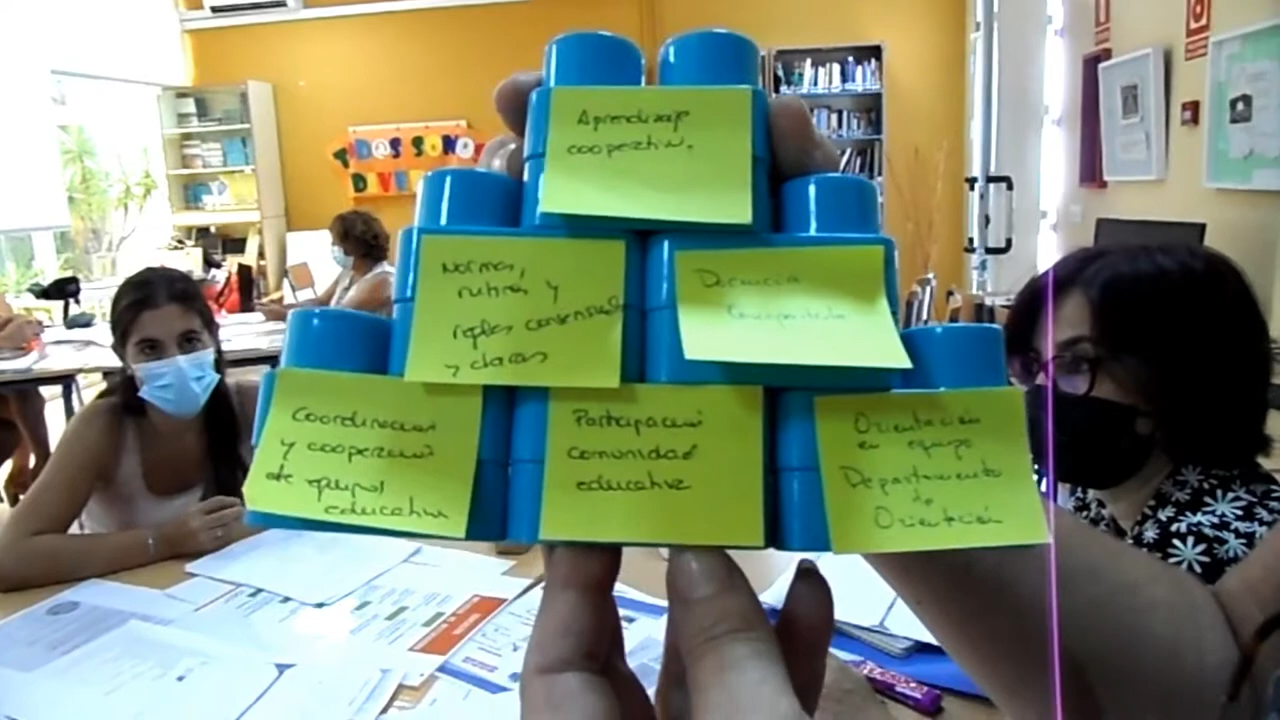 Aprendizaje
cooperativo.
T@D@S SOMOS
DIVE
Normas,
rutinas y
reglas consensuadas
y claras
Docencia
Compartida
Coordinación
y cooperación
de equipos
educativos
Participación
comunidad
educativa
Orientación
en equipo
Departamento
de
Orientación